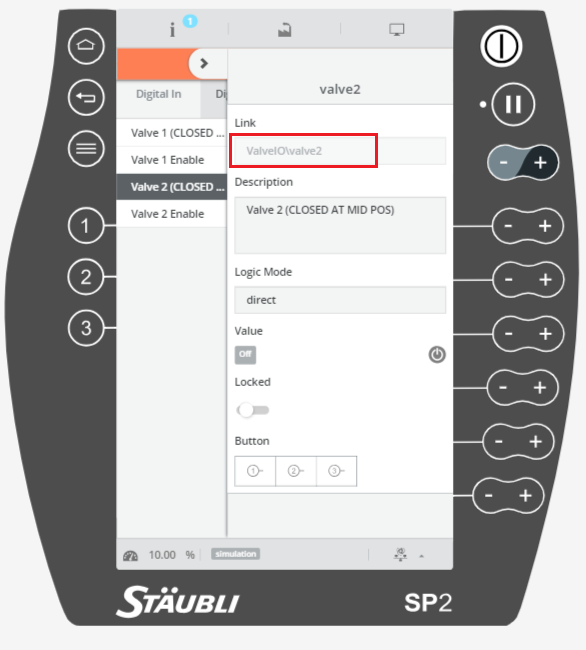 1
Digital In
Di
valve2
Link
ValveIO\valve2
Valve 1 (CLOSED ...
Valve 1 Enable
Valve 2 (CLOSED ...
Valve 2 Enable
Description
Valve 2 (CLOSED AT MID POS)
Logic Mode
direct
Value
Off
Locked
Button
1 2 3
10.00 %
simulation
1
2
3
- +
- +
- +
- +
- +
- +
- +
STÄUBLI
SP2